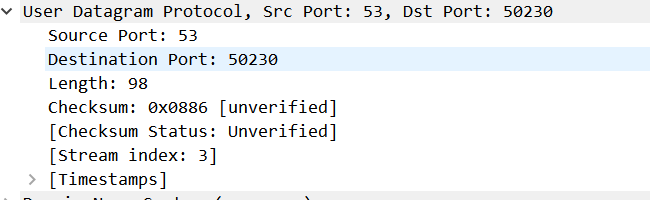 User Datagram Protocol, Src Port: 53, Dst Port: 50230
Source Port: 53
Destination Port: 50230
Length: 98
Checksum: 0x0886 [unverified]
[Checksum Status: Unverified]
[Stream index: 3]
[Timestamps]